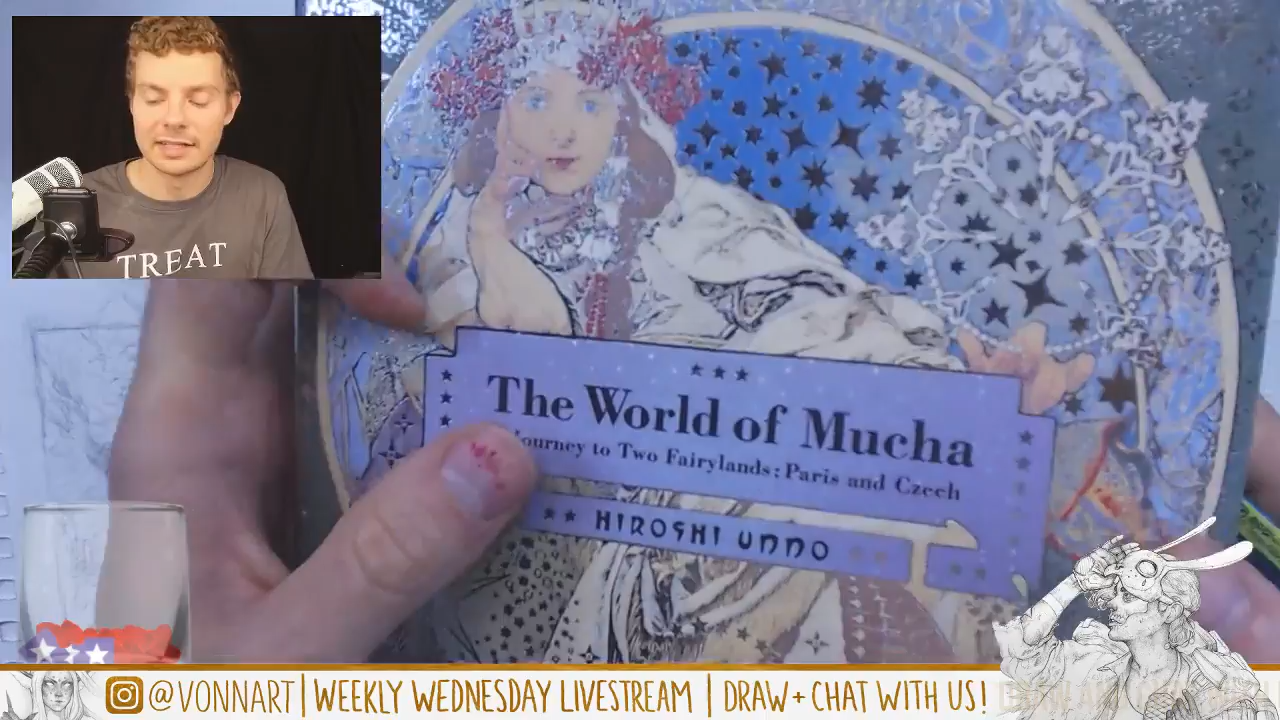 TREAT
The World of Mucha
Journey to Two Fairylands: Paris and Czech
HIROSHI UNNO
@VONNART | WEEKLY WEDNESDAY LIVESTREAM | DRAW + CHAT WITH US!